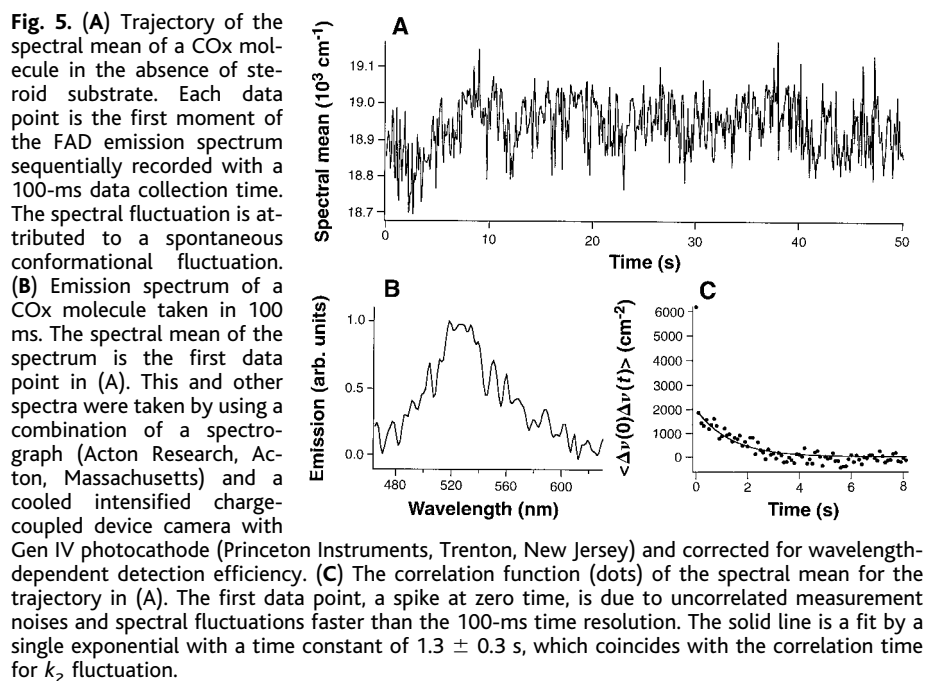 Fig. 5. (A) Trajectory of the
spectral mean of a COx mol-
ecule in the absence of ste-
roid substrate. Each data
point is the first moment of
the FAD emission spectrum
sequentially recorded with a
100-ms data collection time.
The spectral fluctuation is at-
tributed to a spontaneous
conformational fluctuation.
(B) Emission spectrum of a
COx molecule taken in 100
ms. The spectral mean of the
spectrum is the first data
point in (A). This and other
spectra were taken by using a
combination of a spectro-
graph (Acton Research, Ac-
ton, Massachusetts) and a
cooled intensified charge-
coupled device camera with
Gen IV photocathode (Princeton Instruments, Trenton, New Jersey) and corrected for wavelength-
dependent detection efficiency. (C) The correlation function (dots) of the spectral mean for the
trajectory in (A). The first data point, a spike at zero time, is due to uncorrelated measurement
noises and spectral fluctuations faster than the 100-ms time resolution. The solid line is a fit by a
single exponential with a time constant of 1.3 ± 0.3 s, which coincides with the correlation time
for k₂ fluctuation.
A
Spectral mean (10³ cm⁻¹)
19.1
19.0
18.9
18.8
18.7
0 10 20 30 40 50
Time (s)
B
Emission (arb. units)
1.0
0.5
0.0
480 520 560 600
Wavelength (nm)
C
<Δν(0)Δν(t)> (cm⁻²)
6000
5000
4000
3000
2000
1000
0
0 2 4 6 8
Time (s)